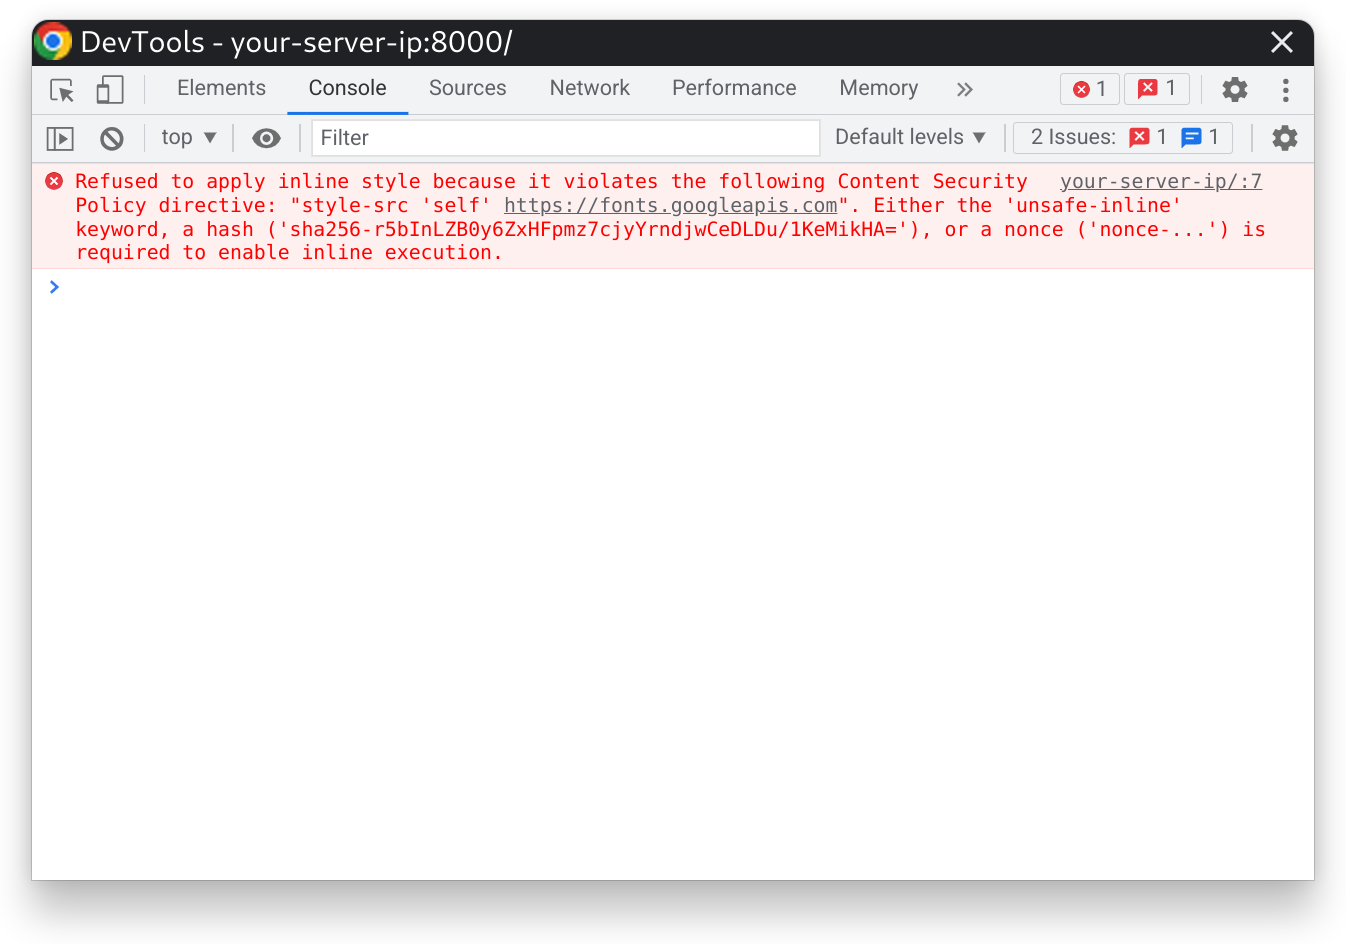 DevTools - your-server-ip:8000/
Elements Console Sources Network Performance Memory 1 1
top Filter Default levels 2 Issues: 1 1
Refused to apply inline style because it violates the following Content Security your-server-ip/:7
Policy directive: "style-src 'self' https://fonts.googleapis.com". Either the 'unsafe-inline'
keyword, a hash ('sha256-r5bInLZB0y6ZxHFpmz7cjyYrndjwCeDLDu/1KeMikHA='), or a nonce ('nonce-...') is
required to enable inline execution.